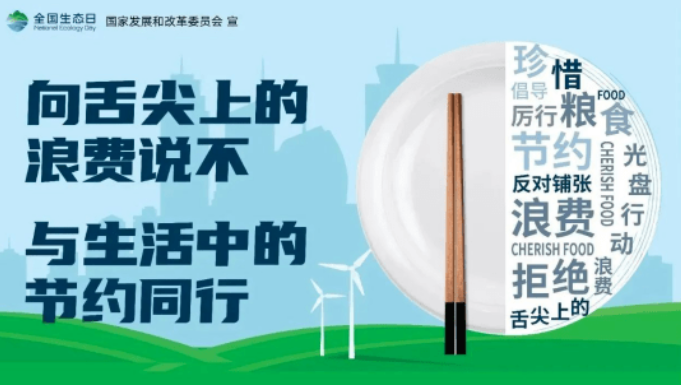 全国生态日
National Ecology Day
国家发展和改革委员会 宣
向舌尖上的
浪费说不
与生活中的
节约同行
珍惜
倡导
FOOD
厉行
粮食
节约
CHERISH FOOD
光盘行动
反对铺张
浪费
CHERISH FOOD
浪费
拒绝
舌尖上的